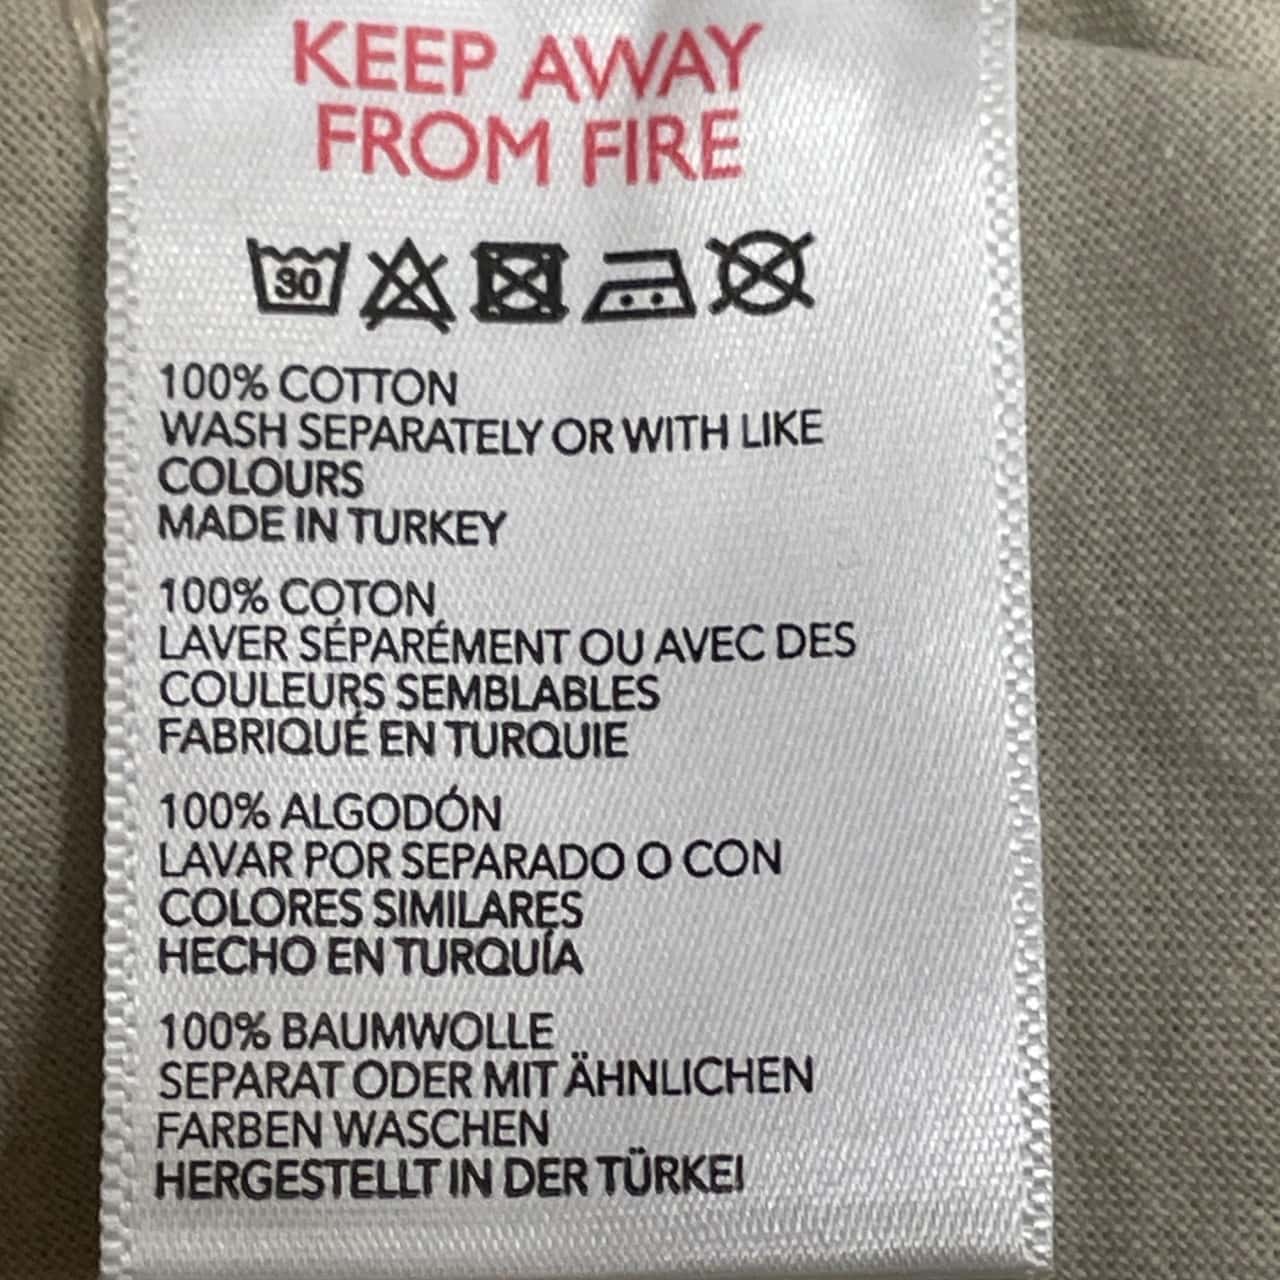 KEEP AWAY
FROM FIRE
30
100% COTTON
WASH SEPARATELY OR WITH LIKE
COLOURS
MADE IN TURKEY
100% COTON
LAVER SÉPARÉMENT OU AVEC DES
COULEURS SEMBLABLES
FABRIQUÉ EN TURQUIE
100% ALGODÓN
LAVAR POR SEPARADO O CON
COLORES SIMILARES
HECHO EN TURQUÍA
100% BAUMWOLLE
SEPARAT ODER MIT ÄHNLICHEN
FARBEN WASCHEN
HERGESTELLT IN DER TÜRKEI